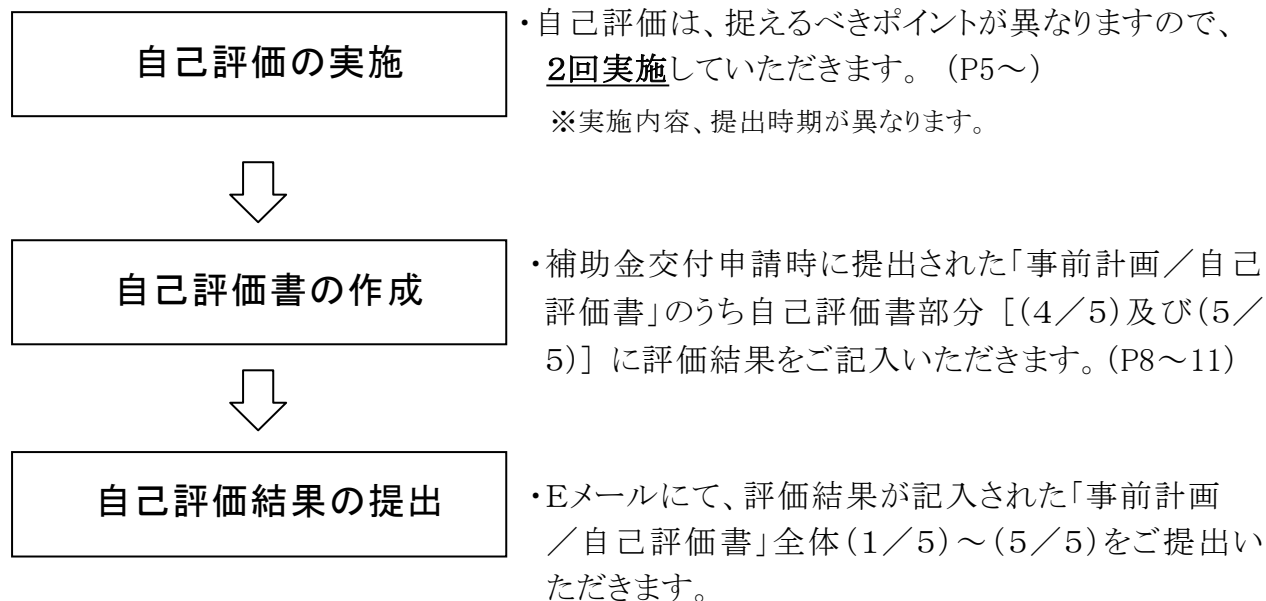 自己評価の実施
・自己評価は、捉えるべきポイントが異なりますので、
２回実施していただきます。 (P5～)
※実施内容、提出時期が異なります。
自己評価書の作成
・補助金交付申請時に提出された「事前計画／自己
評価書」のうち自己評価書部分 [(4／5)及び(5／
5)] に評価結果をご記入いただきます。(P8～11)
自己評価結果の提出
・Eメールにて、評価結果が記入された「事前計画
／自己評価書」全体(1／5)～(5／5)をご提出い
ただきます。